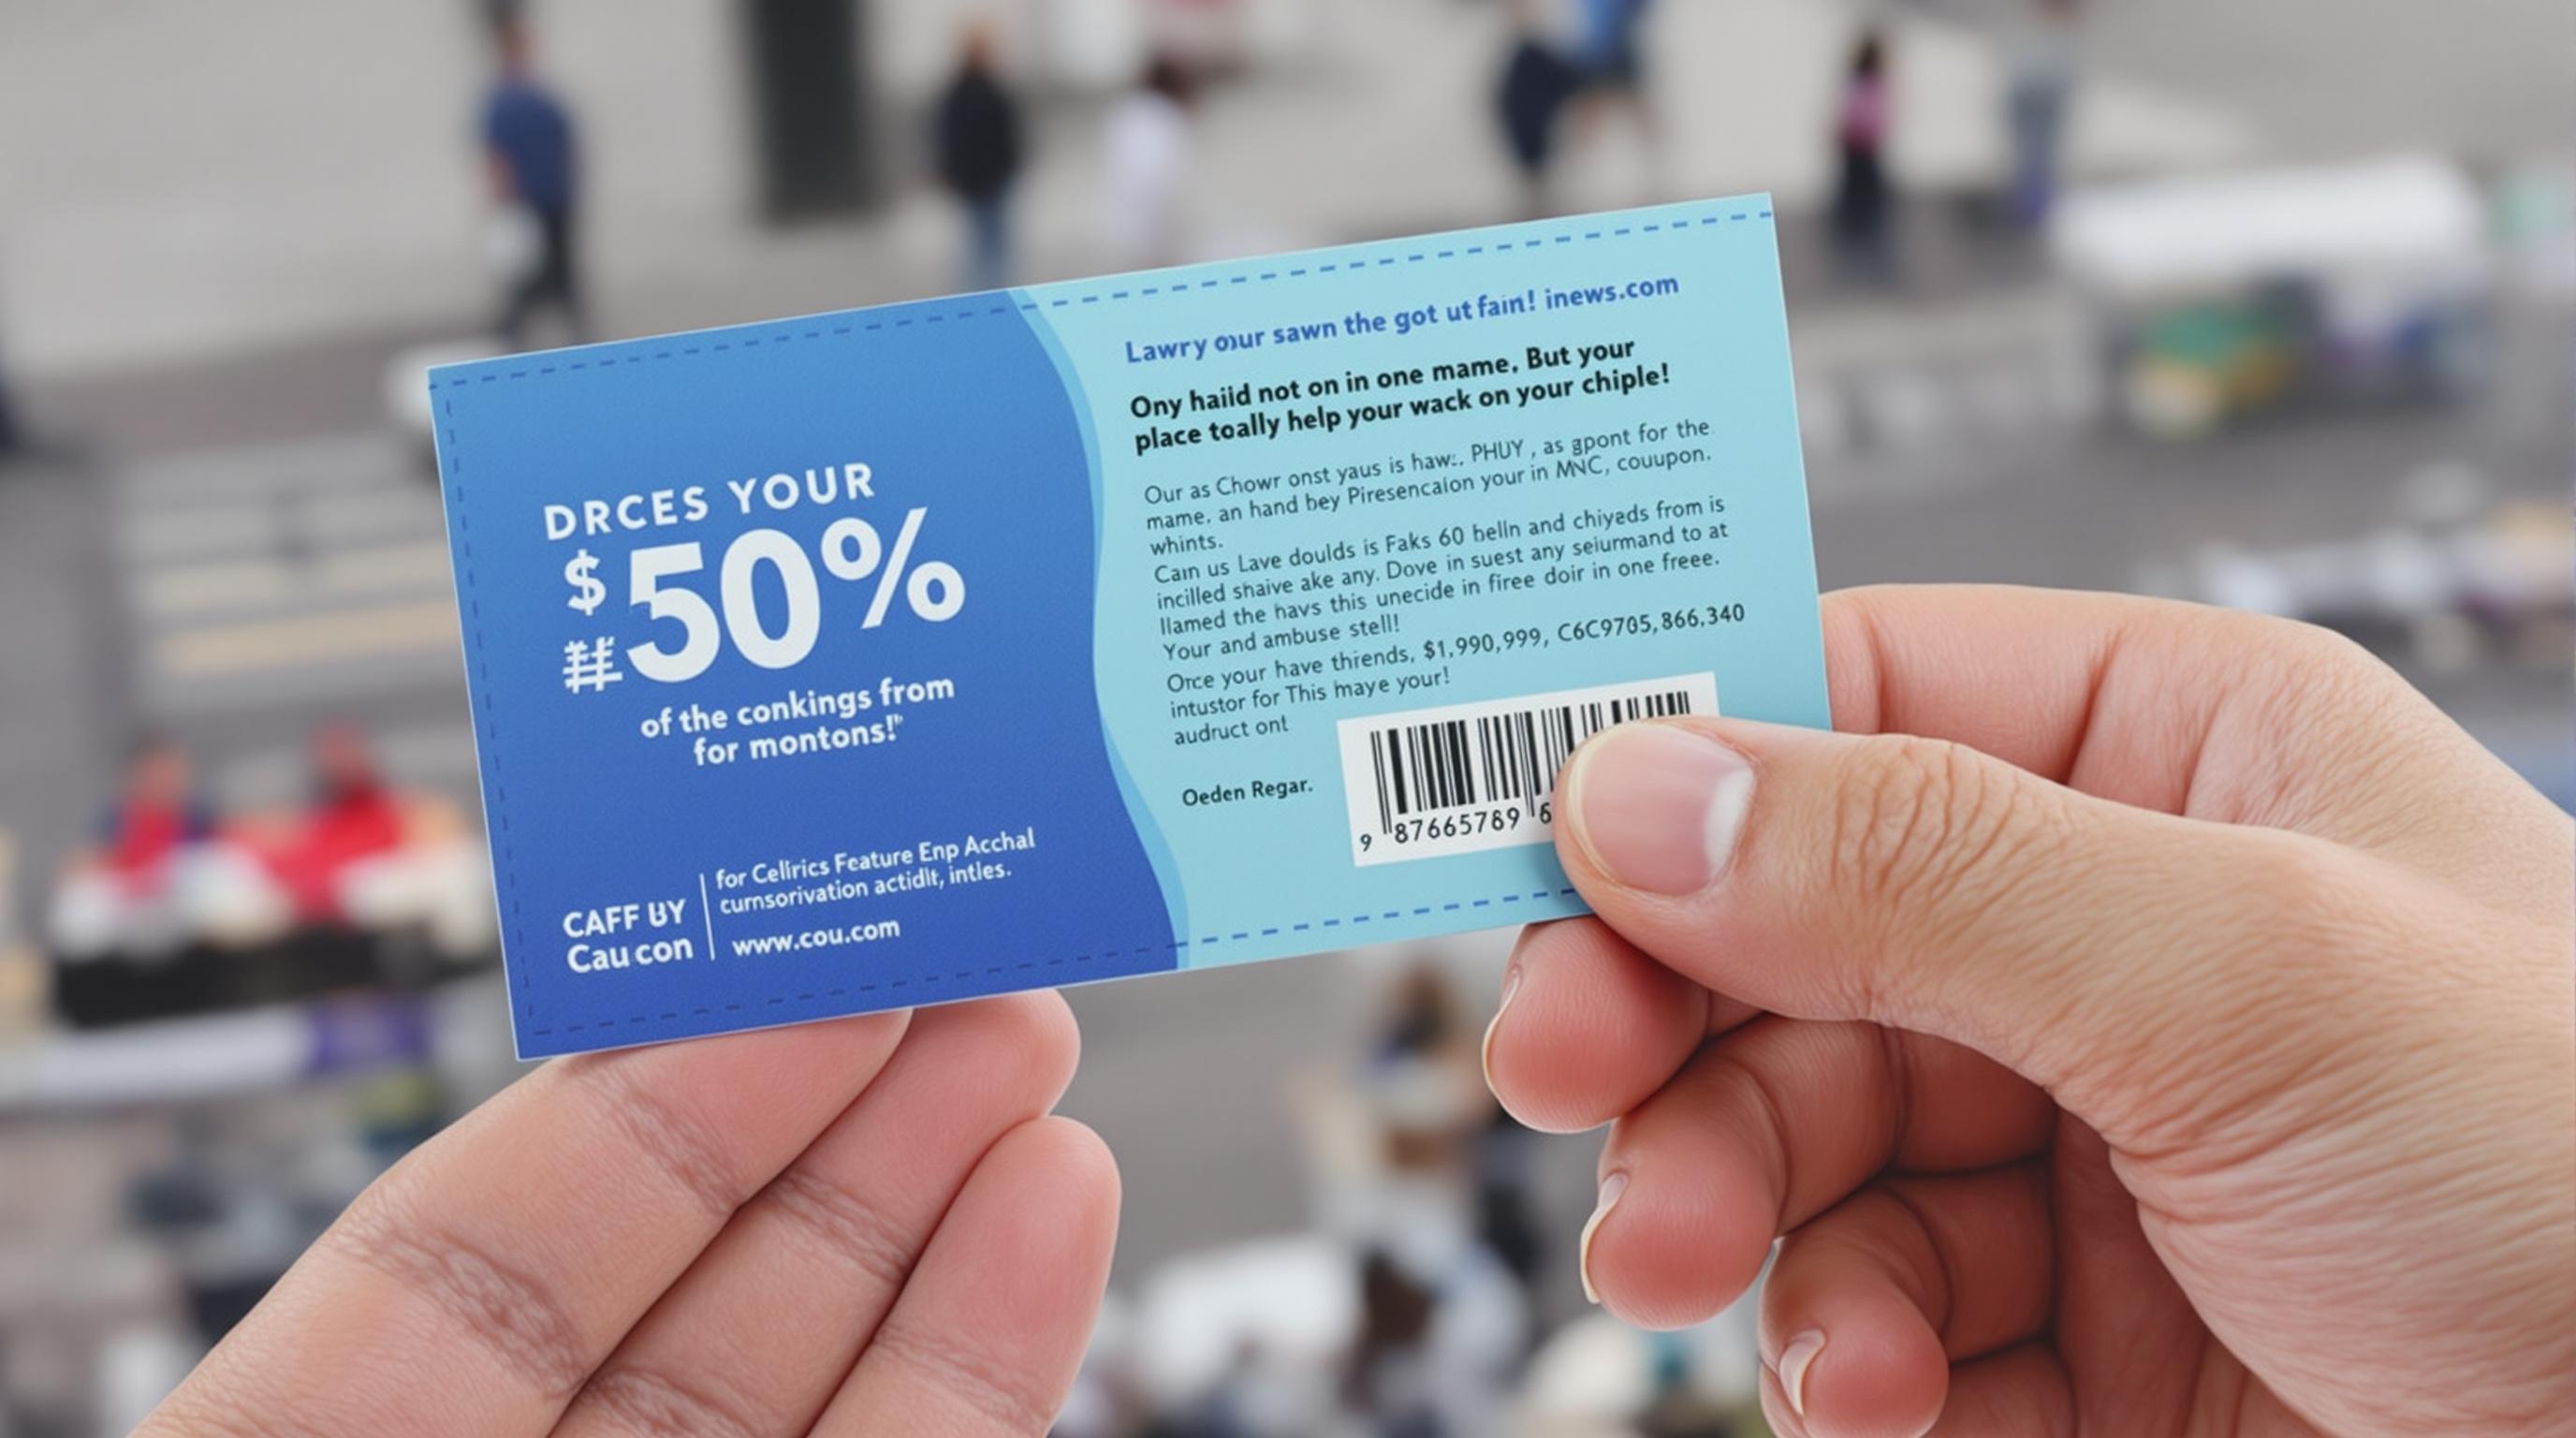 DRCES YOUR
$ 50%
#
of the conkings from
for montons!"
CAFF BY
Cau con
for Cellrics Feature Enp Acchal
curnsorivation actidlt, intles.
www.cou.com
Lawry our sawn the got ut fain! inews.com
Ony haiid not on in one mame. But your
place toally help your wack on your chiple!
Our as Chowr onst yaus is haw:. PHUY , as gpont for the
mame. an hand bey Piresencalon your in MNC, couupon.
whints.
Cain us Lave doulds is Faks 60 belln and chiyads from is
incilled shaive ake any. Dove in suest any seiurmand to at
llamed the havs this unecide in firee doir in one freee.
Your and ambuse stell!
Orce your have thiends, $1,990,999, C6C9705,866,340
intustor for This maye your!
audruct ont
Oeden Regar.
9 87665789 6